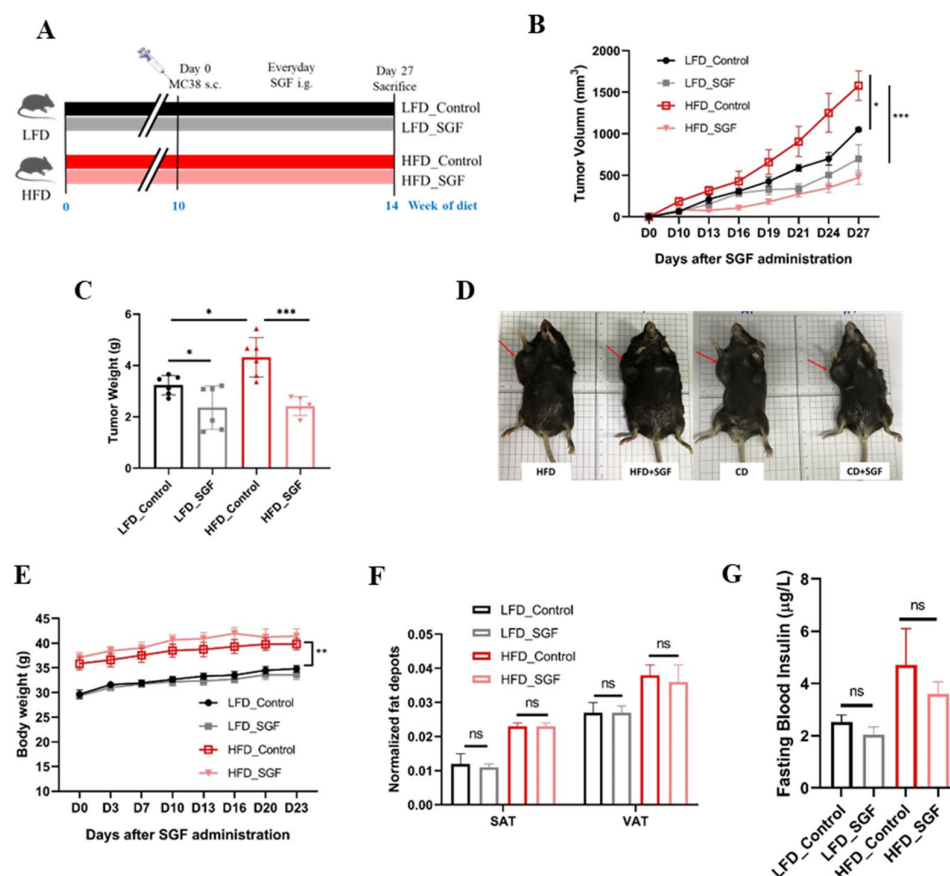 A
Day 0
MC38 s.c.
Everyday
SGF i.g.
Day 27
Sacrifice
LFD
LFD_Control
LFD_SGF
HFD
HFD_Control
HFD_SGF
0
10
14
Week of diet
B
Tumor Volumn (mm3)
2000
1500
1000
500
0
LFD_Control
LFD_SGF
HFD_Control
HFD_SGF
*
***
D0 D10 D13 D16 D19 D21 D24 D27
Days after SGF administration
C
Tumor Weight (g)
6
4
2
0
*
***
*
LFD_Control
LFD_SGF
HFD_Control
HFD_SGF
D
HFD
HFD+SGF
CD
CD+SGF
E
Body weight (g)
45
40
35
30
25
20
15
10
**
LFD_Control
LFD_SGF
HFD_Control
HFD_SGF
D0 D3 D7 D10 D13 D16 D20 D23
Days after SGF administration
F
Normalized fat depots
0.05
0.04
0.03
0.02
0.01
0.00
LFD_Control
LFD_SGF
HFD_Control
HFD_SGF
ns
ns
ns
ns
SAT
VAT
G
Fasting Blood Insulin (µg/L)
8
6
4
2
0
ns
ns
LFD_Control
LFD_SGF
HFD_Control
HFD_SGF